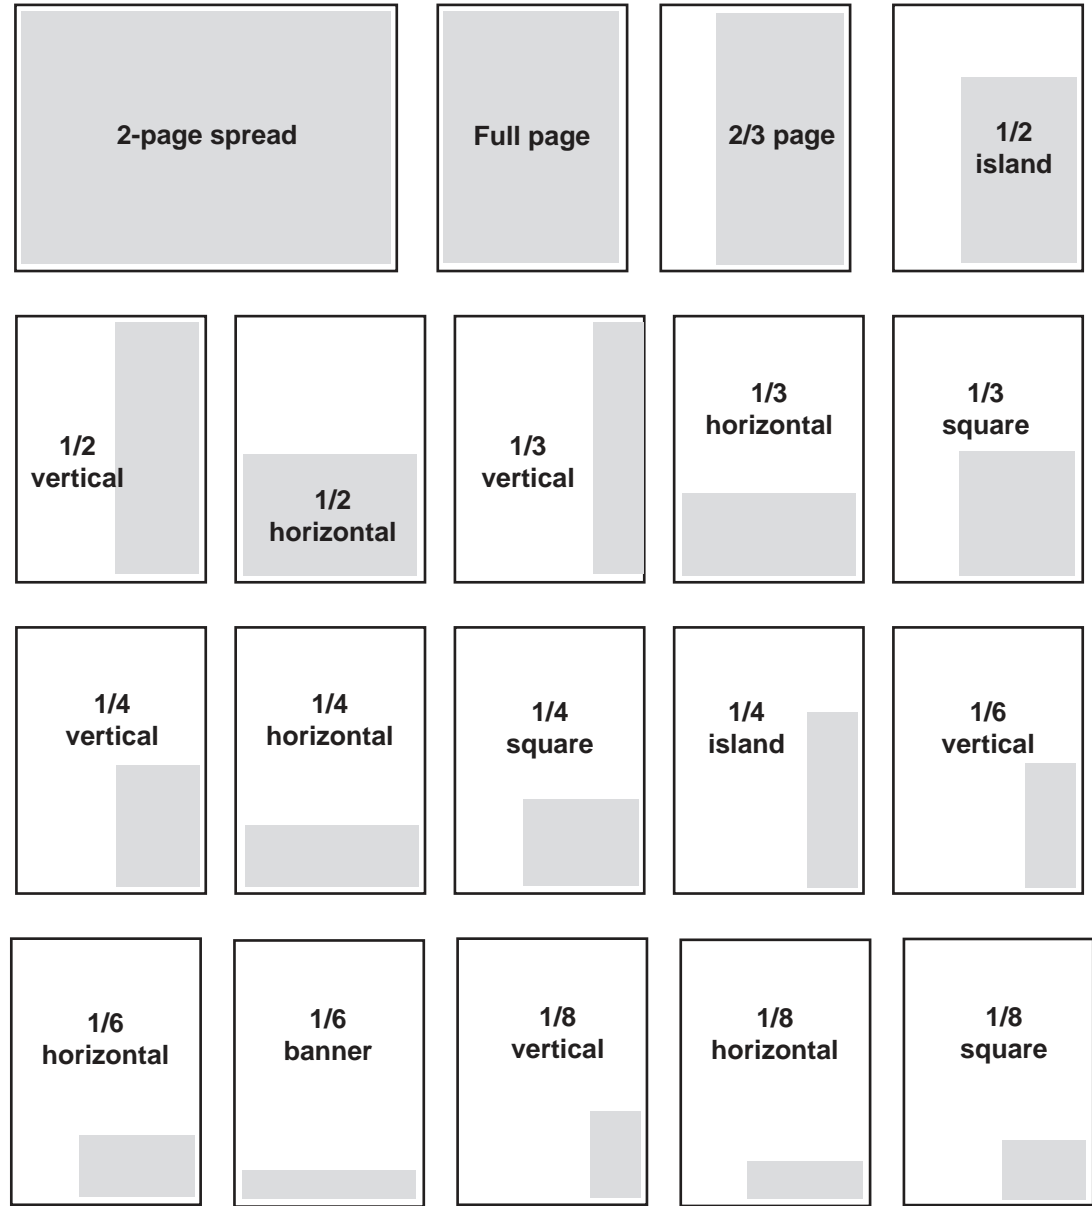 2-page spread
Full page
2/3 page
1/2
island
1/2
vertical
1/2
horizontal
1/3
vertical
1/3
horizontal
1/3
square
1/4
vertical
1/4
horizontal
1/4
square
1/4
island
1/6
vertical
1/6
horizontal
1/6
banner
1/8
vertical
1/8
horizontal
1/8
square